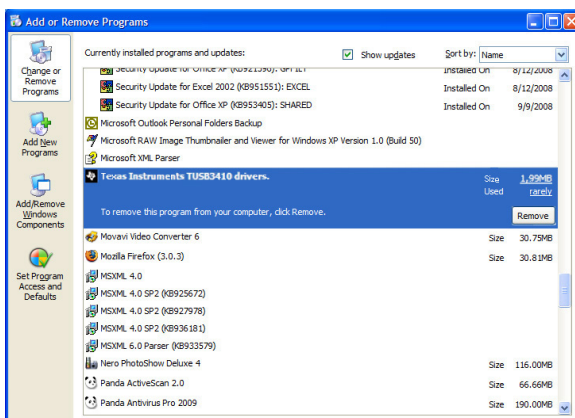 Add or Remove Programs
Currently installed programs and updates:
Show updates
Sort by: Name
Change or
Remove
Programs
Add New
Programs
Add/Remove
Windows
Components
Set Program
Access and
Defaults
Installed On 8/12/2008
Security Update for Excel 2002 (KB951551): EXCEL Installed On 8/12/2008
Security Update for Office XP (KB953405): SHARED Installed On 9/9/2008
Microsoft Outlook Personal Folders Backup
Microsoft RAW Image Thumbnailer and Viewer for Windows XP Version 1.0 (Build 50)
Microsoft XML Parser
Texas Instruments TUSB3410 drivers. Size 1.99MB
Used rarely
To remove this program from your computer, click Remove.
Remove
Movavi Video Converter 6 Size 30.75MB
Mozilla Firefox (3.0.3) Size 30.81MB
MSXML 4.0
MSXML 4.0 SP2 (KB925672)
MSXML 4.0 SP2 (KB927978)
MSXML 4.0 SP2 (KB936181)
MSXML 6.0 Parser (KB933579)
Nero PhotoShow Deluxe 4 Size 116.00MB
Panda ActiveScan 2.0 Size 66.66MB
Panda Antivirus Pro 2009 Size 190.00MB